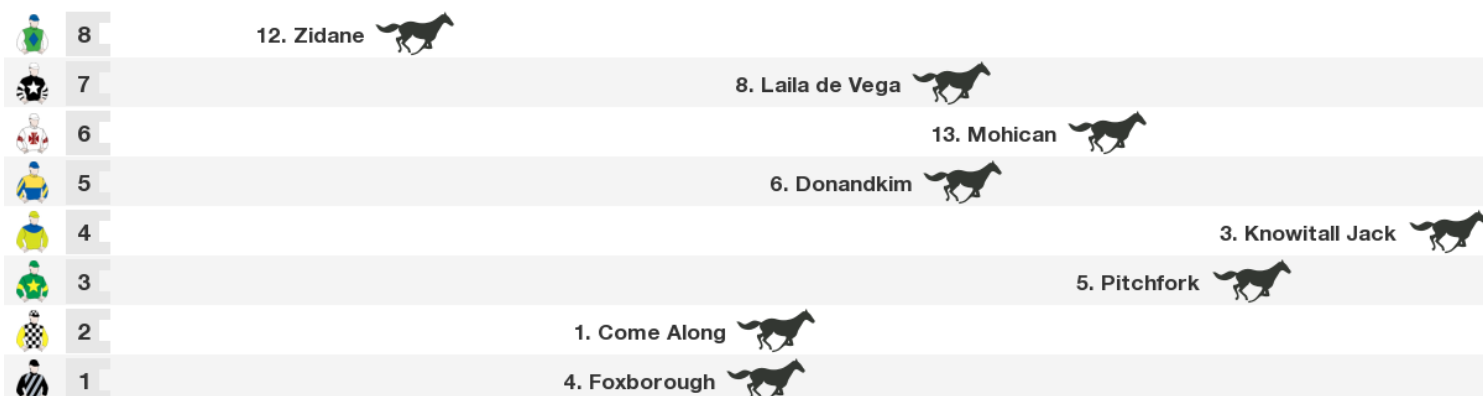 8 12. Zidane
7 8. Laila de Vega
6 13. Mohican
5 6. Donandkim
4 3. Knowitall Jack
3 5. Pitchfork
2 1. Come Along
1 4. Foxborough